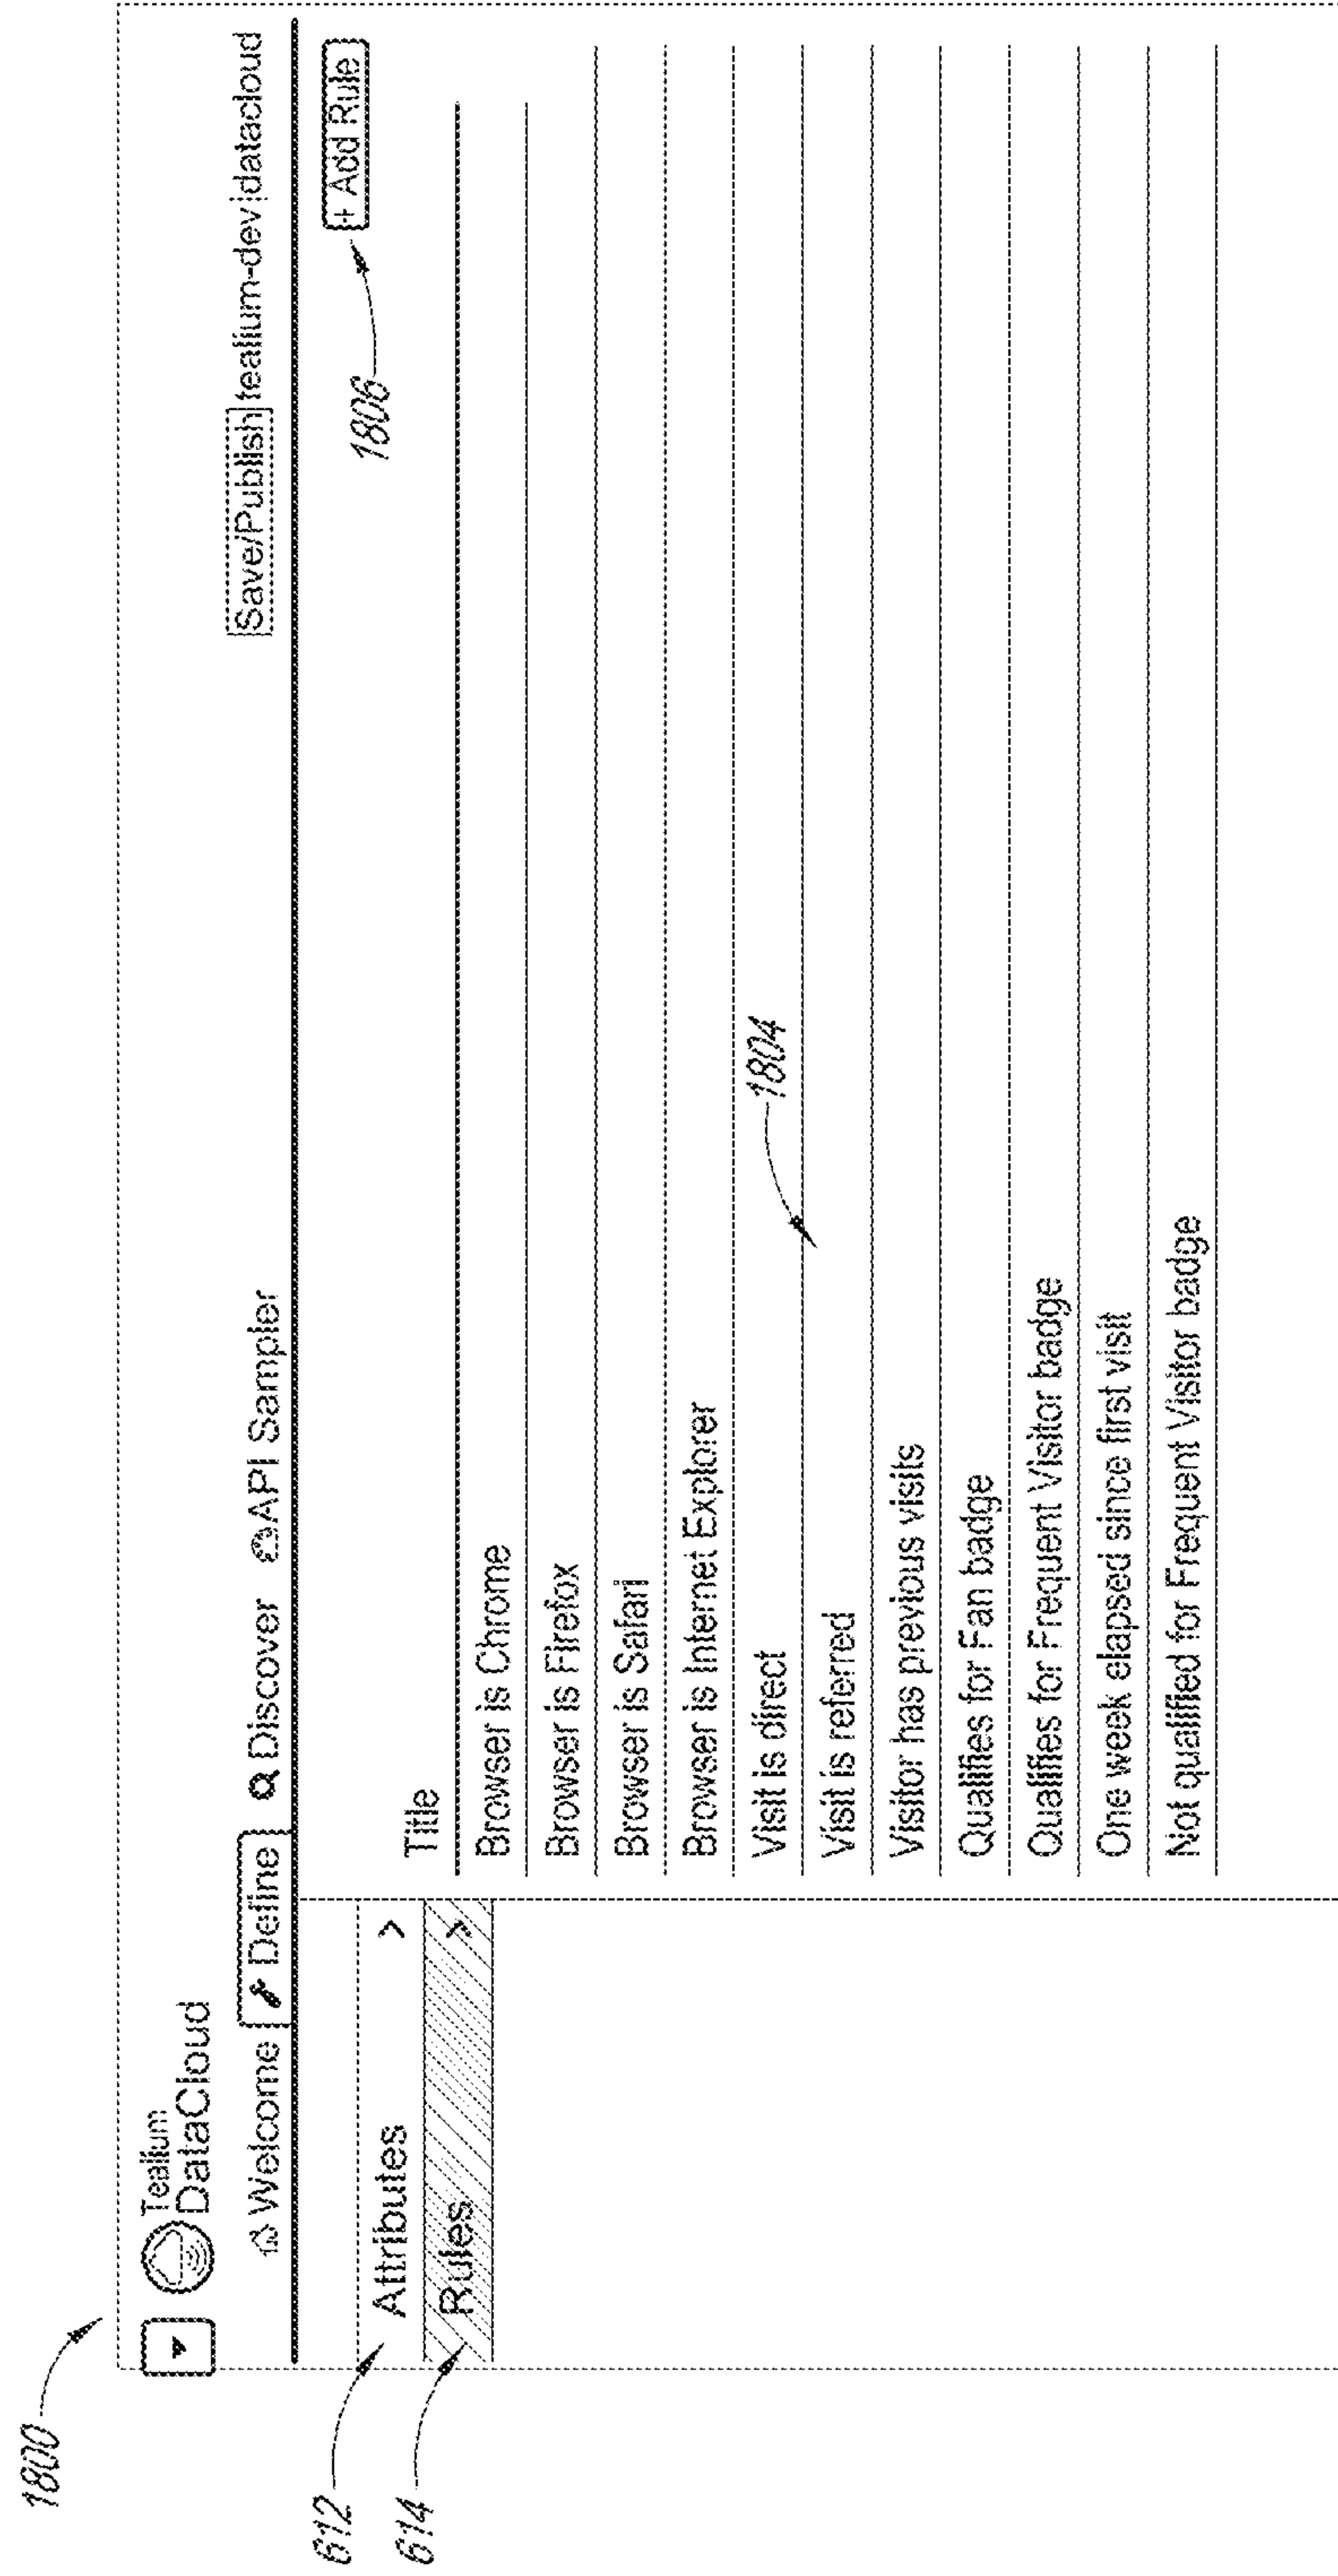 1800
Tealium
DataCloud
Save/Publish tealium-dev|datacloud
Welcome Define Discover API Sampler
612
614
Attributes >
Rules >
+ Add Rule
1806
Title
Browser is Chrome
Browser is Firefox
Browser is Safari
Browser is Internet Explorer
Visit is direct
1804
Visit is referred
Visitor has previous visits
Qualifies for Fan badge
Qualifies for Frequent Visitor badge
One week elapsed since first visit
Not qualified for Frequent Visitor badge